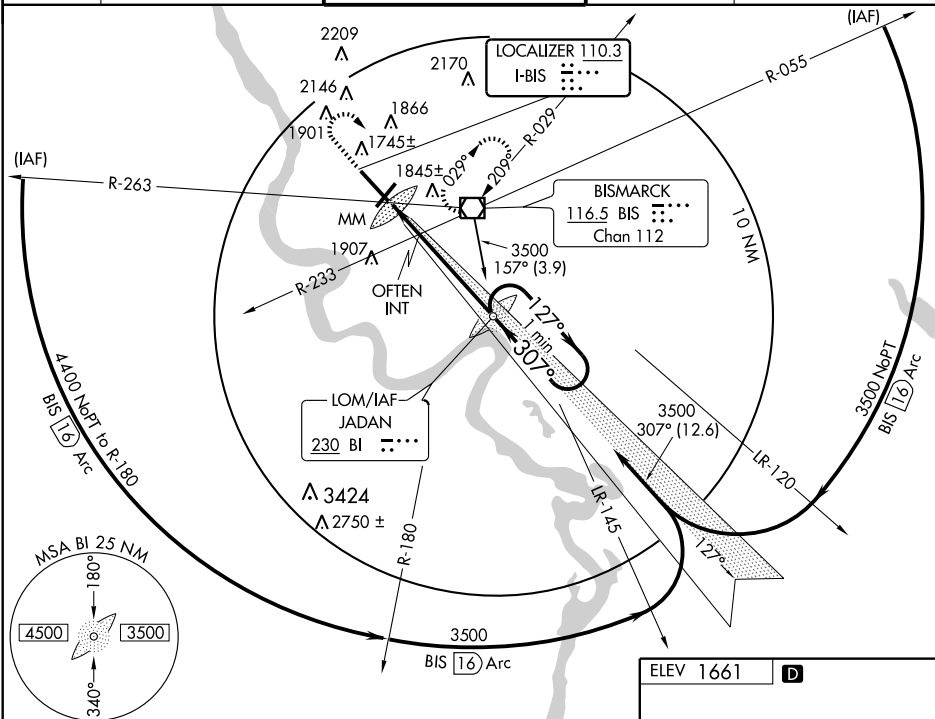 2209
(IAF)
LOCALIZER 110.3
I-BIS
2170
R-055
2146
1866
1901
1745±
R-029
(IAF)
1845±
029°
209°
R-263
BISMARCK
116.5 BIS
Chan 112
MM
10 NM
1907
3500
157° (3.9)
R-233
OFTEN
INT
127°
1 min
307°
4400 NoPT to R-180
BIS 16 Arc
3500 NoPT
BIS 16 Arc
LOM/IAF
JADAN
230 BI
3500
307° (12.6)
LR-120
3424
2750 ±
LR-145
R-180
127°
MSA BI 25 NM
180°
4500
3500
340°
3500
BIS 16 Arc
ELEV 1661
D